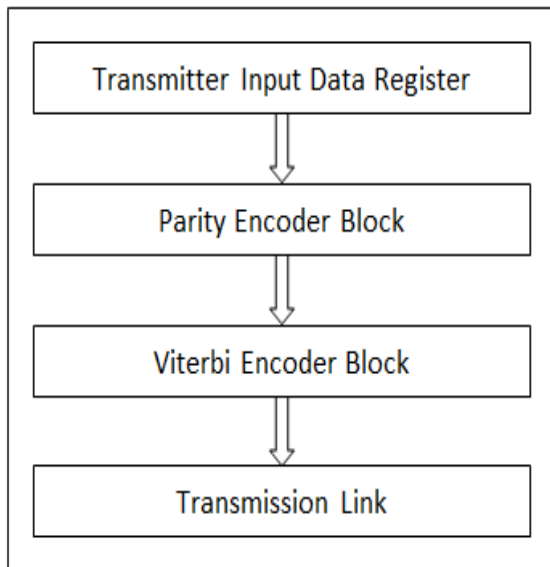 Transmitter Input Data Register
Parity Encoder Block
Viterbi Encoder Block
Transmission Link